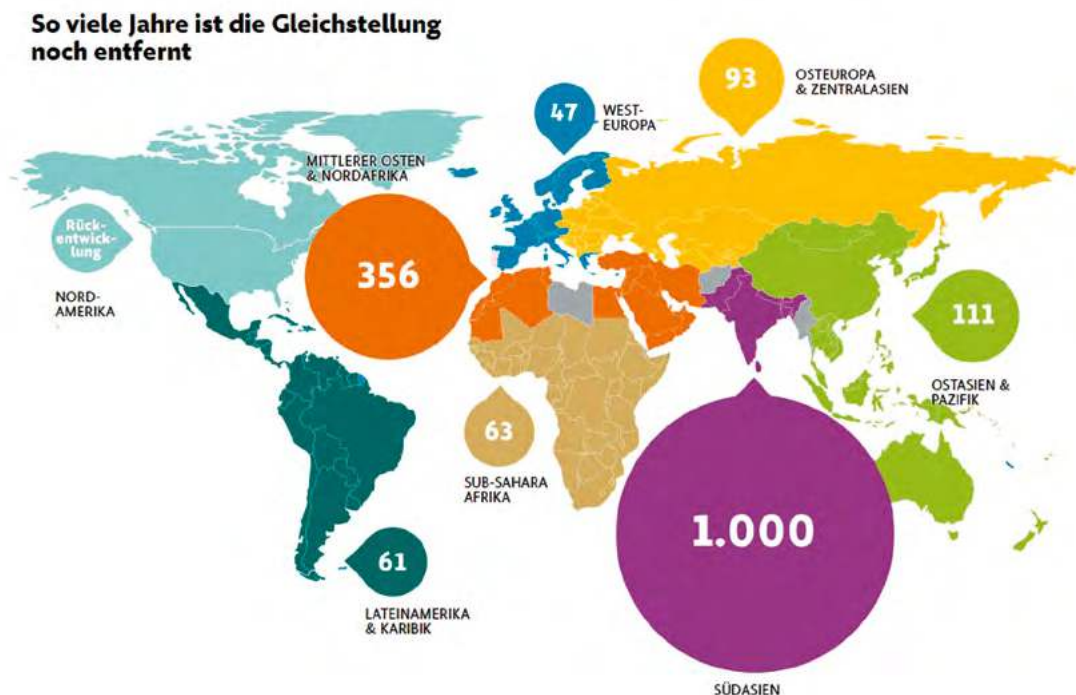 So viele Jahre ist die Gleichstellung
noch entfernt
93
OSTEUROPA
& ZENTRALASIEN
47
WEST-
EUROPA
MITTLERER OSTEN
& NORDAFRIKA
356
Rück-
entwick-
lung
NORD-
AMERIKA
111
OSTASIEN &
PAZIFIK
63
SUB-SAHARA
AFRIKA
1.000
SÜDASIEN
61
LATEINAMERIKA
& KARIBIK